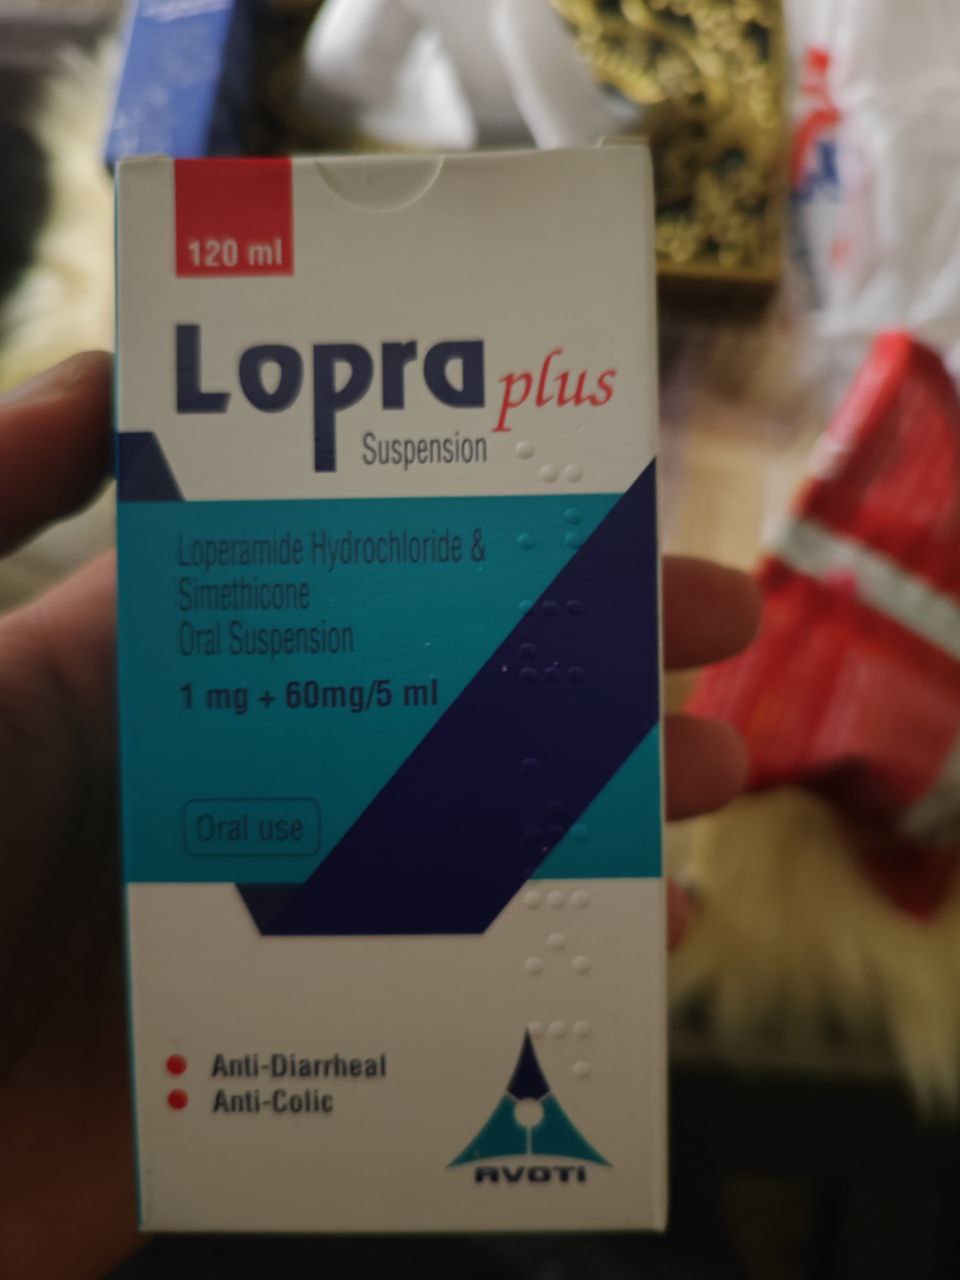 120 ml
Lopra plus
Suspension
Loperamide Hydrochloride &
Simethicone
Oral Suspension
1 mg + 60mg/5 ml
Oral use
Anti-Diarrheal
Anti-Colic
AVOTI